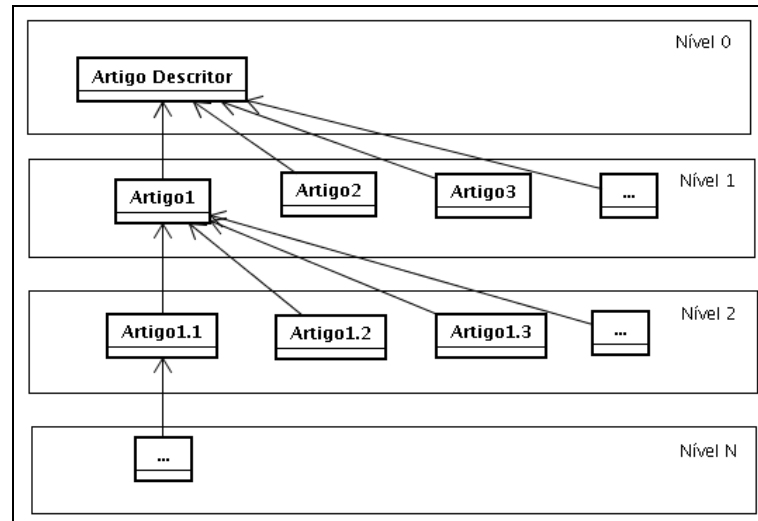 Nível 0
Artigo Descritor
Nível 1
Artigo1
Artigo2
Artigo3
...
Nível 2
Artigo1.1
Artigo1.2
Artigo1.3
...
Nível N
...